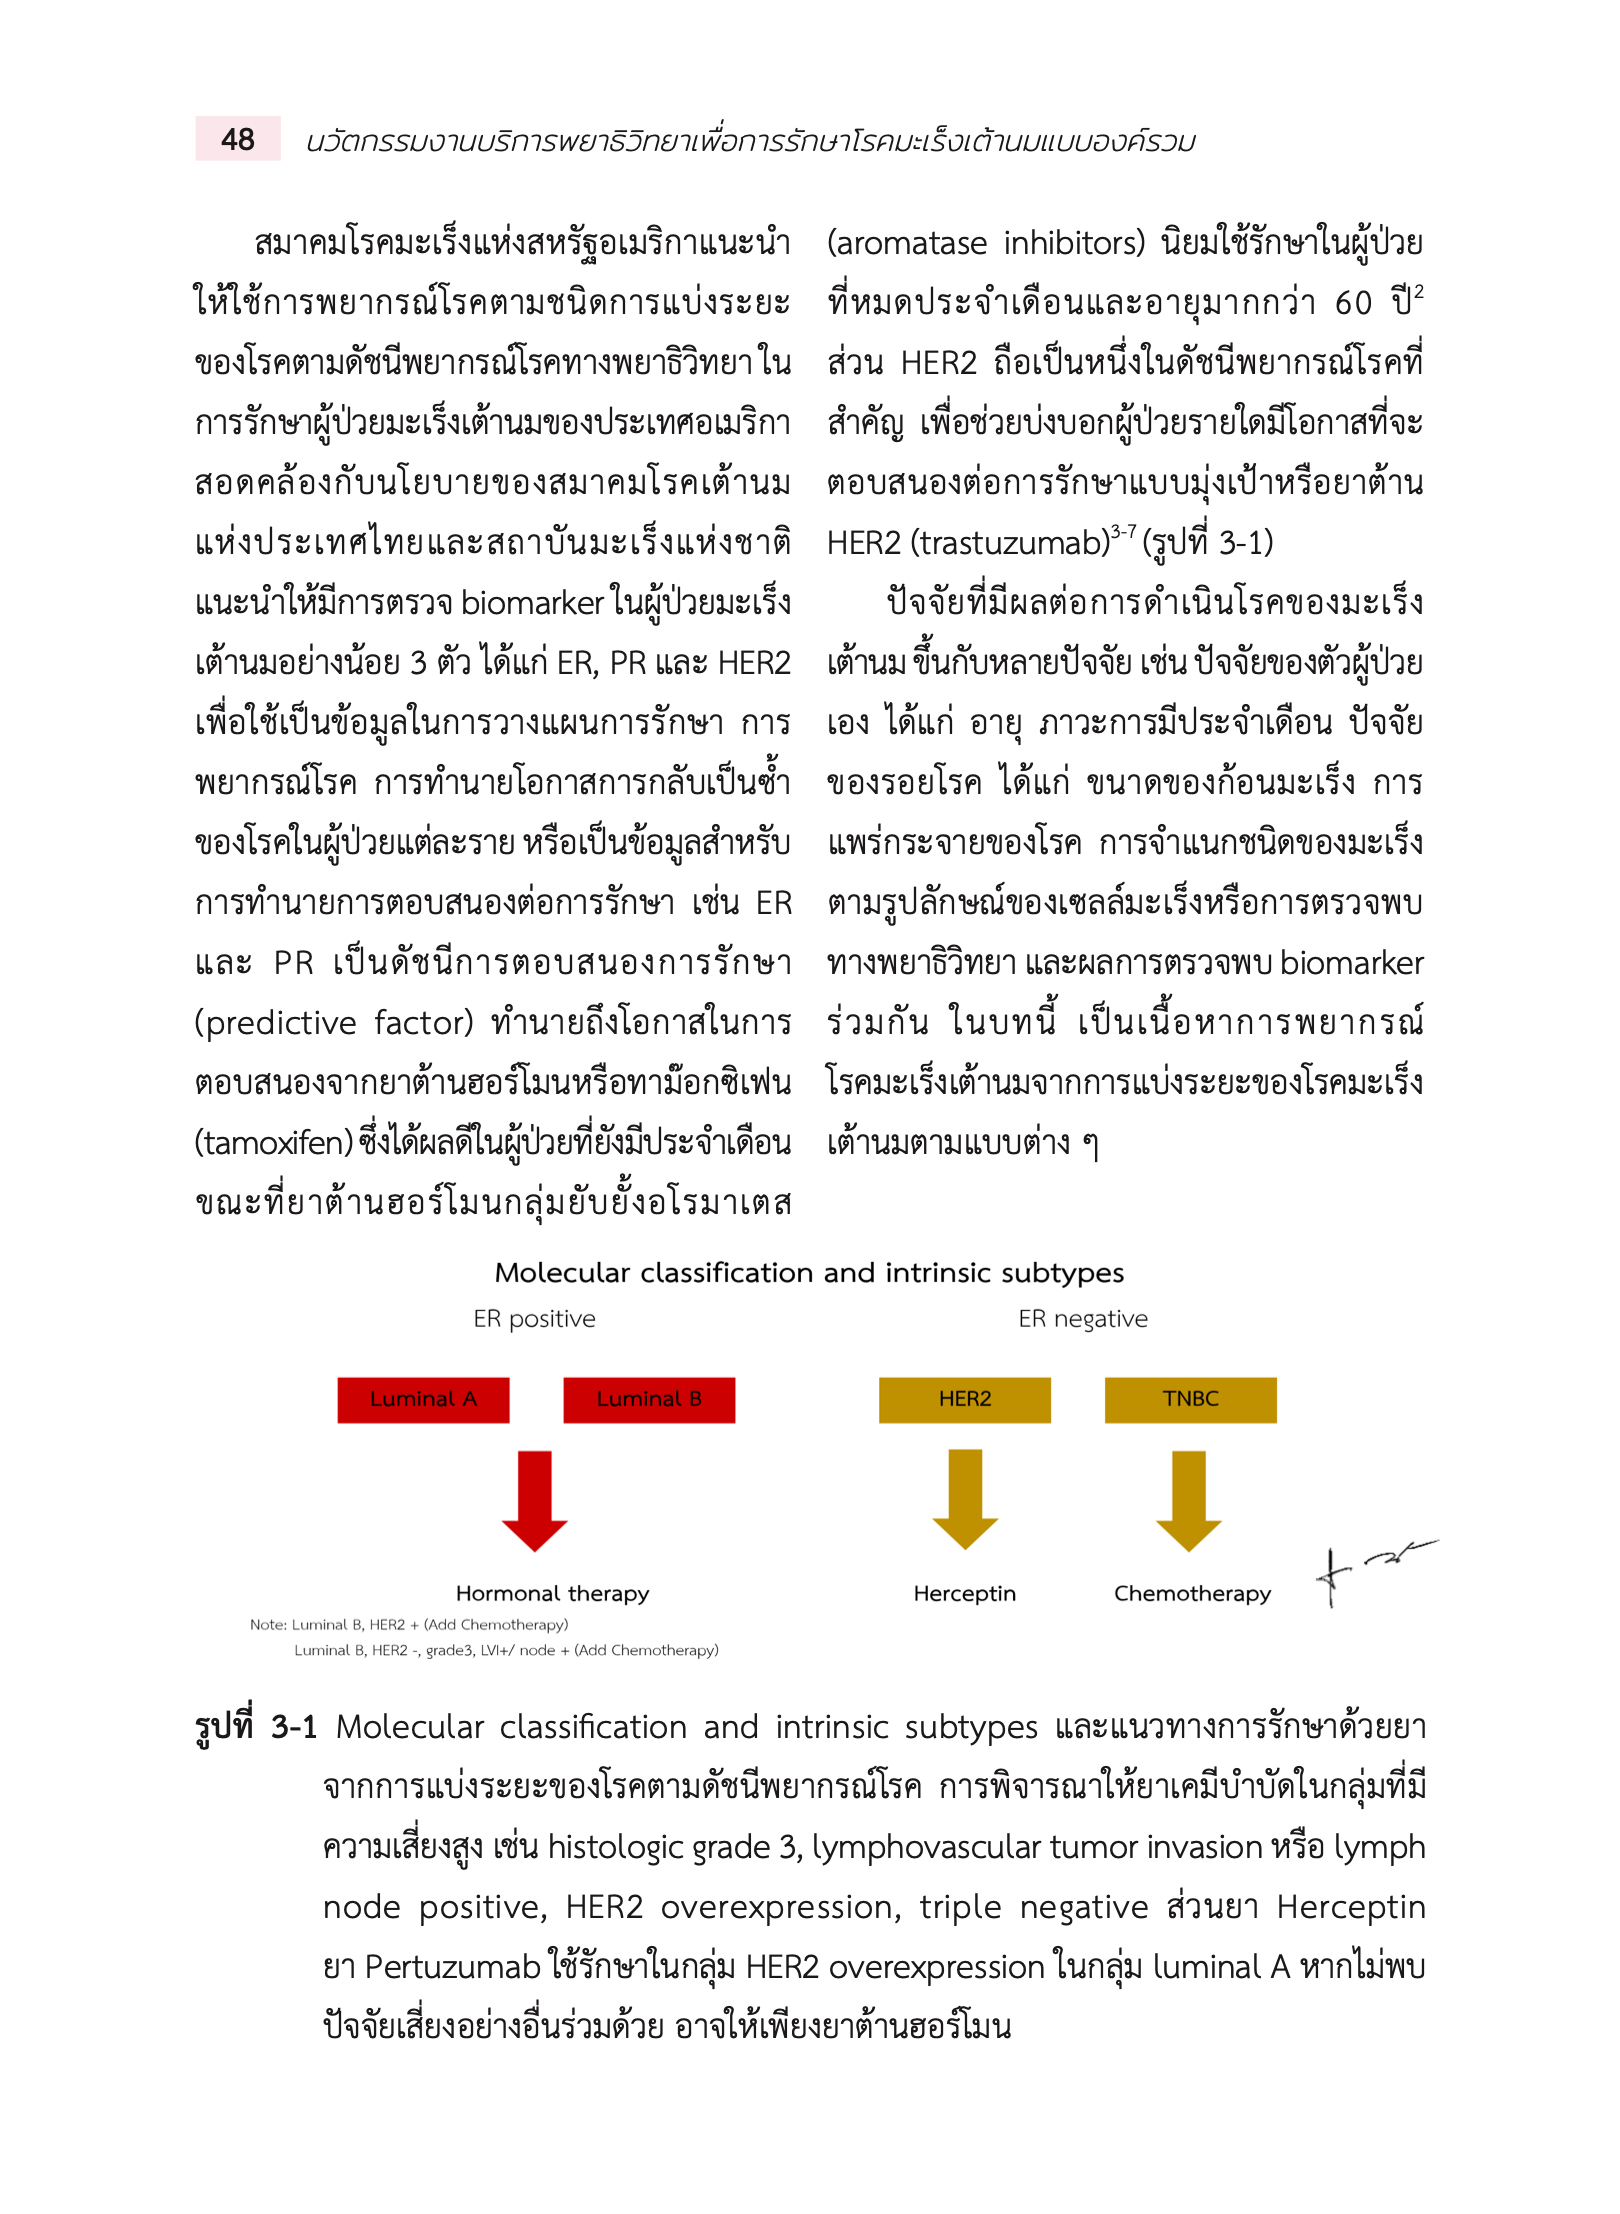 48 นวัตกรรมงานบริการพยาธิวิทยาเพื่อการรักษาโรคมะเร็งเต้านมแบบองค์รวม
สมาคมโรคมะเร็งแห่งสหรัฐอเมริกาแนะนำ
ให้ใช้การพยากรณ์โรคตามชนิดการแบ่งระยะ
ของโรคตามดัชนีพยากรณ์โรคทางพยาธิวิทยา ใน
การรักษาผู้ป่วยมะเร็งเต้านมของประเทศอเมริกา
สอดคล้องกับนโยบายของสมาคมโรคเต้านม
แห่งประเทศไทยและสถาบันมะเร็งแห่งชาติ
แนะนำให้มีการตรวจ biomarker ในผู้ป่วยมะเร็ง
เต้านมอย่างน้อย 3 ตัว ได้แก่ ER, PR และ HER2
เพื่อใช้เป็นข้อมูลในการวางแผนการรักษา การ
พยากรณ์โรค การทำนายโอกาสการกลับเป็นซ้ำ
ของโรคในผู้ป่วยแต่ละราย หรือเป็นข้อมูลสำหรับ
การทำนายการตอบสนองต่อการรักษา เช่น ER
และ PR เป็นดัชนีการตอบสนองการรักษา
(predictive factor) ทำนายถึงโอกาสในการ
ตอบสนองจากยาต้านฮอร์โมนหรือทาม๊อกซิเฟน
(tamoxifen) ซึ่งได้ผลดีในผู้ป่วยที่ยังมีประจำเดือน
ขณะที่ยาต้านฮอร์โมนกลุ่มยับยั้งอโรมาเตส
(aromatase inhibitors) นิยมใช้รักษาในผู้ป่วย
ที่หมดประจำเดือนและอายุมากกว่า 60 ปี²
ส่วน HER2 ถือเป็นหนึ่งในดัชนีพยากรณ์โรคที่
สำคัญ เพื่อช่วยบ่งบอกผู้ป่วยรายใดมีโอกาสที่จะ
ตอบสนองต่อการรักษาแบบมุ่งเป้าหรือยาต้าน
HER2 (trastuzumab)³⁻⁷ (รูปที่ 3-1)
ปัจจัยที่มีผลต่อการดำเนินโรคของมะเร็ง
เต้านม ขึ้นกับหลายปัจจัย เช่น ปัจจัยของตัวผู้ป่วย
เอง ได้แก่ อายุ ภาวะการมีประจำเดือน ปัจจัย
ของรอยโรค ได้แก่ ขนาดของก้อนมะเร็ง การ
แพร่กระจายของโรค การจำแนกชนิดของมะเร็ง
ตามรูปลักษณ์ของเซลล์มะเร็งหรือการตรวจพบ
ทางพยาธิวิทยา และผลการตรวจพบ biomarker
ร่วมกัน ในบทนี้ เป็นเนื้อหาการพยากรณ์
โรคมะเร็งเต้านมจากการแบ่งระยะของโรคมะเร็ง
เต้านมตามแบบต่าง ๆ
Molecular classification and intrinsic subtypes
ER positive ER negative
Luminal A Luminal B HER2 TNBC
Hormonal therapy Herceptin Chemotherapy
Note: Luminal B, HER2 + (Add Chemotherapy)
Luminal B, HER2 -, grade3, LVI+/ node + (Add Chemotherapy)
รูปที่ 3-1 Molecular classification and intrinsic subtypes และแนวทางการรักษาด้วยยา
จากการแบ่งระยะของโรคตามดัชนีพยากรณ์โรค การพิจารณาให้ยาเคมีบำบัดในกลุ่มที่มี
ความเสี่ยงสูง เช่น histologic grade 3, lymphovascular tumor invasion หรือ lymph
node positive, HER2 overexpression, triple negative ส่วนยา Herceptin
ยา Pertuzumab ใช้รักษาในกลุ่ม HER2 overexpression ในกลุ่ม luminal A หากไม่พบ
ปัจจัยเสี่ยงอย่างอื่นร่วมด้วย อาจให้เพียงยาต้านฮอร์โมน